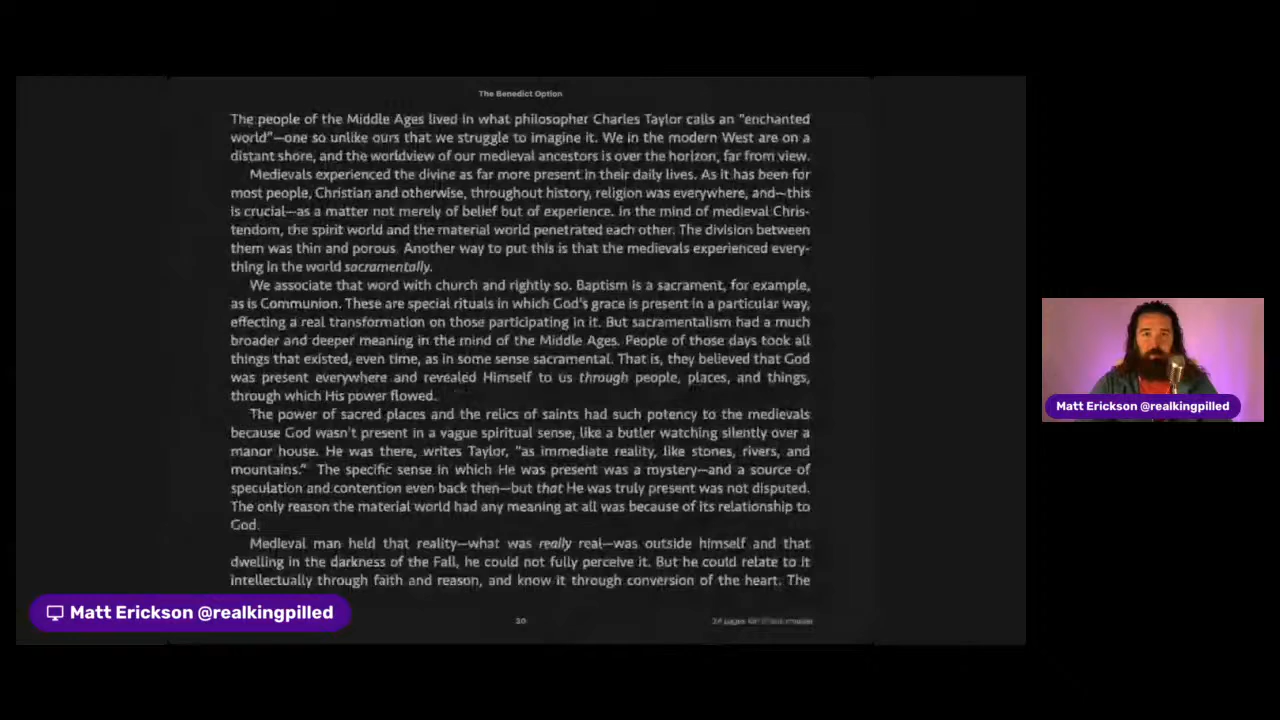 The Benedict Option
The people of the Middle Ages lived in what philosopher Charles Taylor calls an "enchanted
world"—one so unlike ours that we struggle to imagine it. We in the modern West are on a
distant shore, and the worldview of our medieval ancestors is over the horizon, far from view.
Medievals experienced the divine as far more present in their daily lives. As it has been for
most people, Christian and otherwise, throughout history, religion was everywhere, and—this
is crucial—as a matter not merely of belief but of experience. In the mind of medieval Chris-
tendom, the spirit world and the material world penetrated each other. The division between
them was thin and porous. Another way to put this is that the medievals experienced every-
thing in the world sacramentally.
We associate that word with church and rightly so. Baptism is a sacrament, for example,
as is Communion. These are special rituals in which God's grace is present in a particular way,
effecting a real transformation on those participating in it. But sacramentalism had a much
broader and deeper meaning in the mind of the Middle Ages. People of those days took all
things that existed, even time, as in some sense sacramental. That is, they believed that God
was present everywhere and revealed Himself to us through people, places, and things,
through which His power flowed.
The power of sacred places and the relics of saints had such potency to the medievals
because God wasn't present in a vague spiritual sense, like a butler watching silently over a
manor house. He was there, writes Taylor, "as immediate reality, like stones, rivers, and
mountains." The specific sense in which He was present was a mystery—and a source of
speculation and contention even back then—but that He was truly present was not disputed.
The only reason the material world had any meaning at all was because of its relationship to
God.
Medieval man held that reality—what was really real—was outside himself and that
dwelling in the darkness of the Fall, he could not fully perceive it. But he could relate to it
intellectually through faith and reason, and know it through conversion of the heart. The
Matt Erickson @realkingpilled
Matt Erickson @realkingpilled
pages